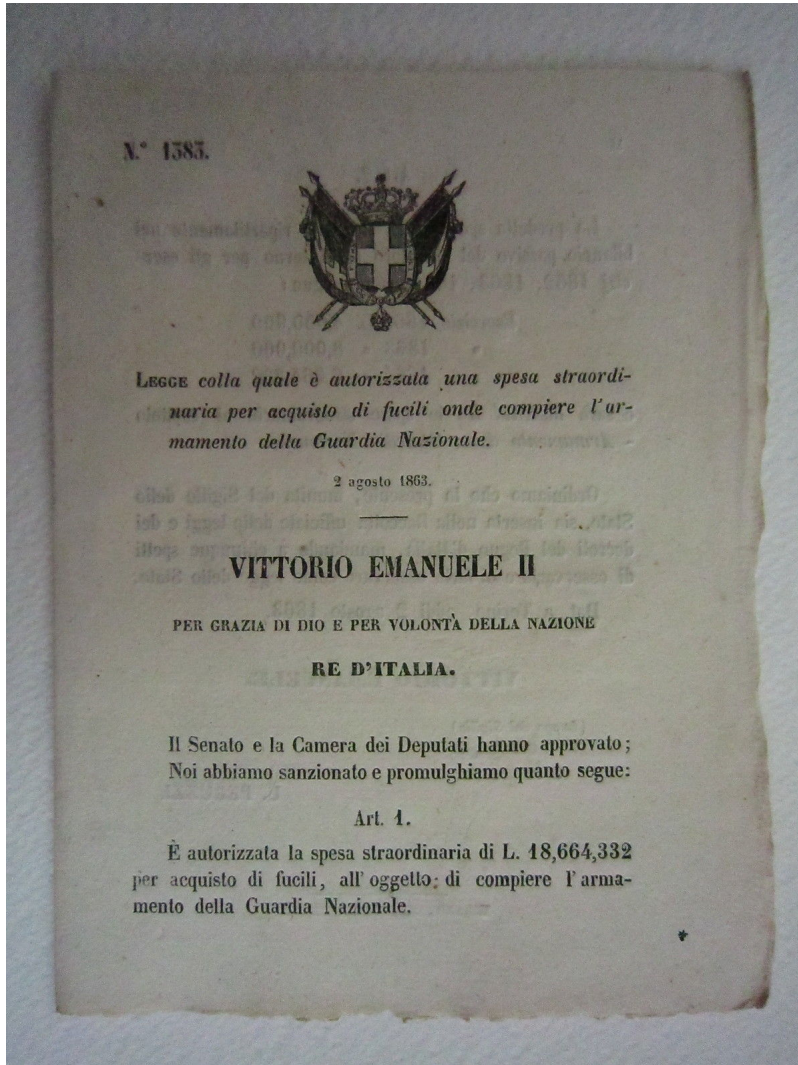 N.° 1383.
LEGGE colla quale è autorizzata una spesa straordi-
naria per acquisto di fucili onde compiere l'ar-
mamento della Guardia Nazionale.
2 agosto 1863.
VITTORIO EMANUELE II
PER GRAZIA DI DIO E PER VOLONTÀ DELLA NAZIONE
RE D'ITALIA.
Il Senato e la Camera dei Deputati hanno approvato;
Noi abbiamo sanzionato e promulghiamo quanto segue:
Art. 1.
È autorizzata la spesa straordinaria di L. 18,664,332
per acquisto di fucili, all'oggetto di compiere l'arma-
mento della Guardia Nazionale.